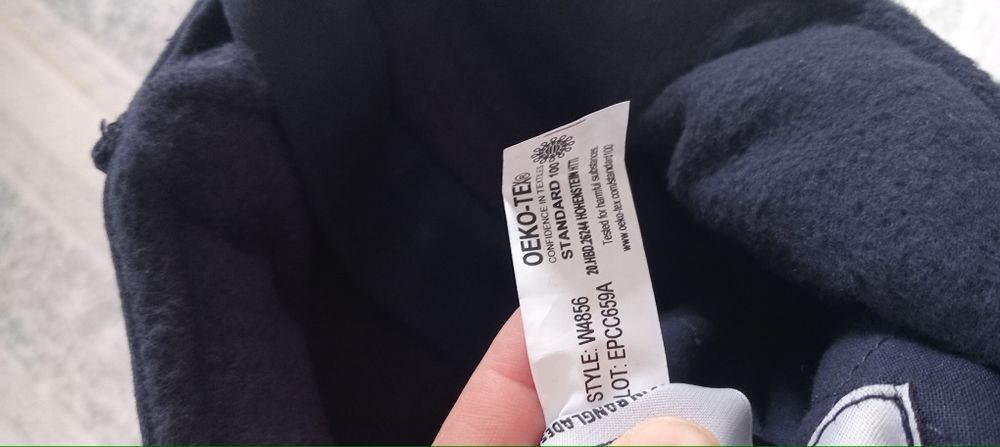 OEKO-TEX®
CONFIDENCE IN TEXTILES
STANDARD 100
20.HBD.26244 HOHENSTEIN HTTI
Tested for harmful substances.
www.oeko-tex.com/standard100
STYLE: W4856
LOT: EPCC659A